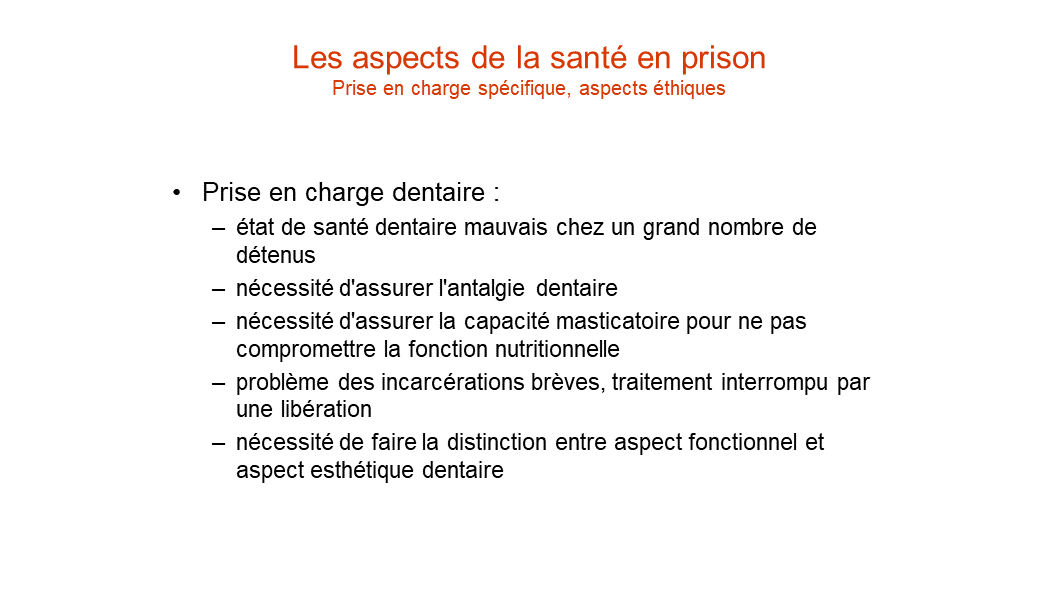 Les aspects de la santé en prison
Prise en charge spécifique, aspects éthiques
• Prise en charge dentaire :
– état de santé dentaire mauvais chez un grand nombre de
détenus
– nécessité d'assurer l'antalgie dentaire
– nécessité d'assurer la capacité masticatoire pour ne pas
compromettre la fonction nutritionnelle
– problème des incarcérations brèves, traitement interrompu par
une libération
– nécessité de faire la distinction entre aspect fonctionnel et
aspect esthétique dentaire